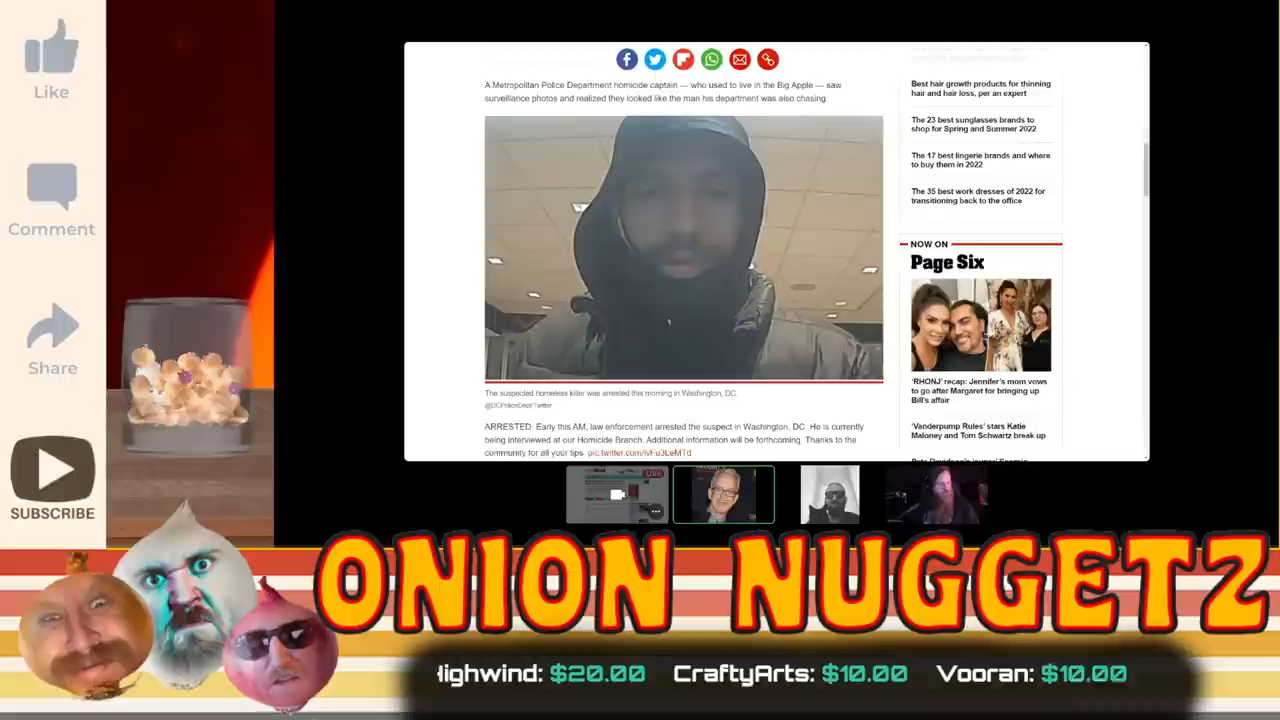 Like
Comment
Share
SUBSCRIBE
A Metropolitan Police Department homicide captain — who used to live in the Big Apple — saw
surveillance photos and realized they looked like the man his department was also chasing
The suspected homeless killer was arrested this morning in Washington, DC.
@DCPoliceDept/Twitter
ARRESTED: Early this AM, law enforcement arrested the suspect in Washington, DC. He is currently
being interviewed at our Homicide Branch. Additional information will be forthcoming. Thanks to the
community for all your tips.
Best hair growth products for thinning
hair and hair loss, per an expert
The 23 best sunglasses brands to
shop for Spring and Summer 2022
The 17 best lingerie brands and where
to buy them in 2022
The 35 best work dresses of 2022 for
transitioning back to the office
NOW ON
Page Six
'RHONJ' recap: Jennifer's mom vows
to go after Margaret for bringing up
Bill's affair
'Vanderpump Rules' stars Katie
Maloney and Tom Schwartz break up
LIVE
ONION NUGGETZ
Highwind: $20.00 CraftyArts: $10.00 Vooran: $10.00